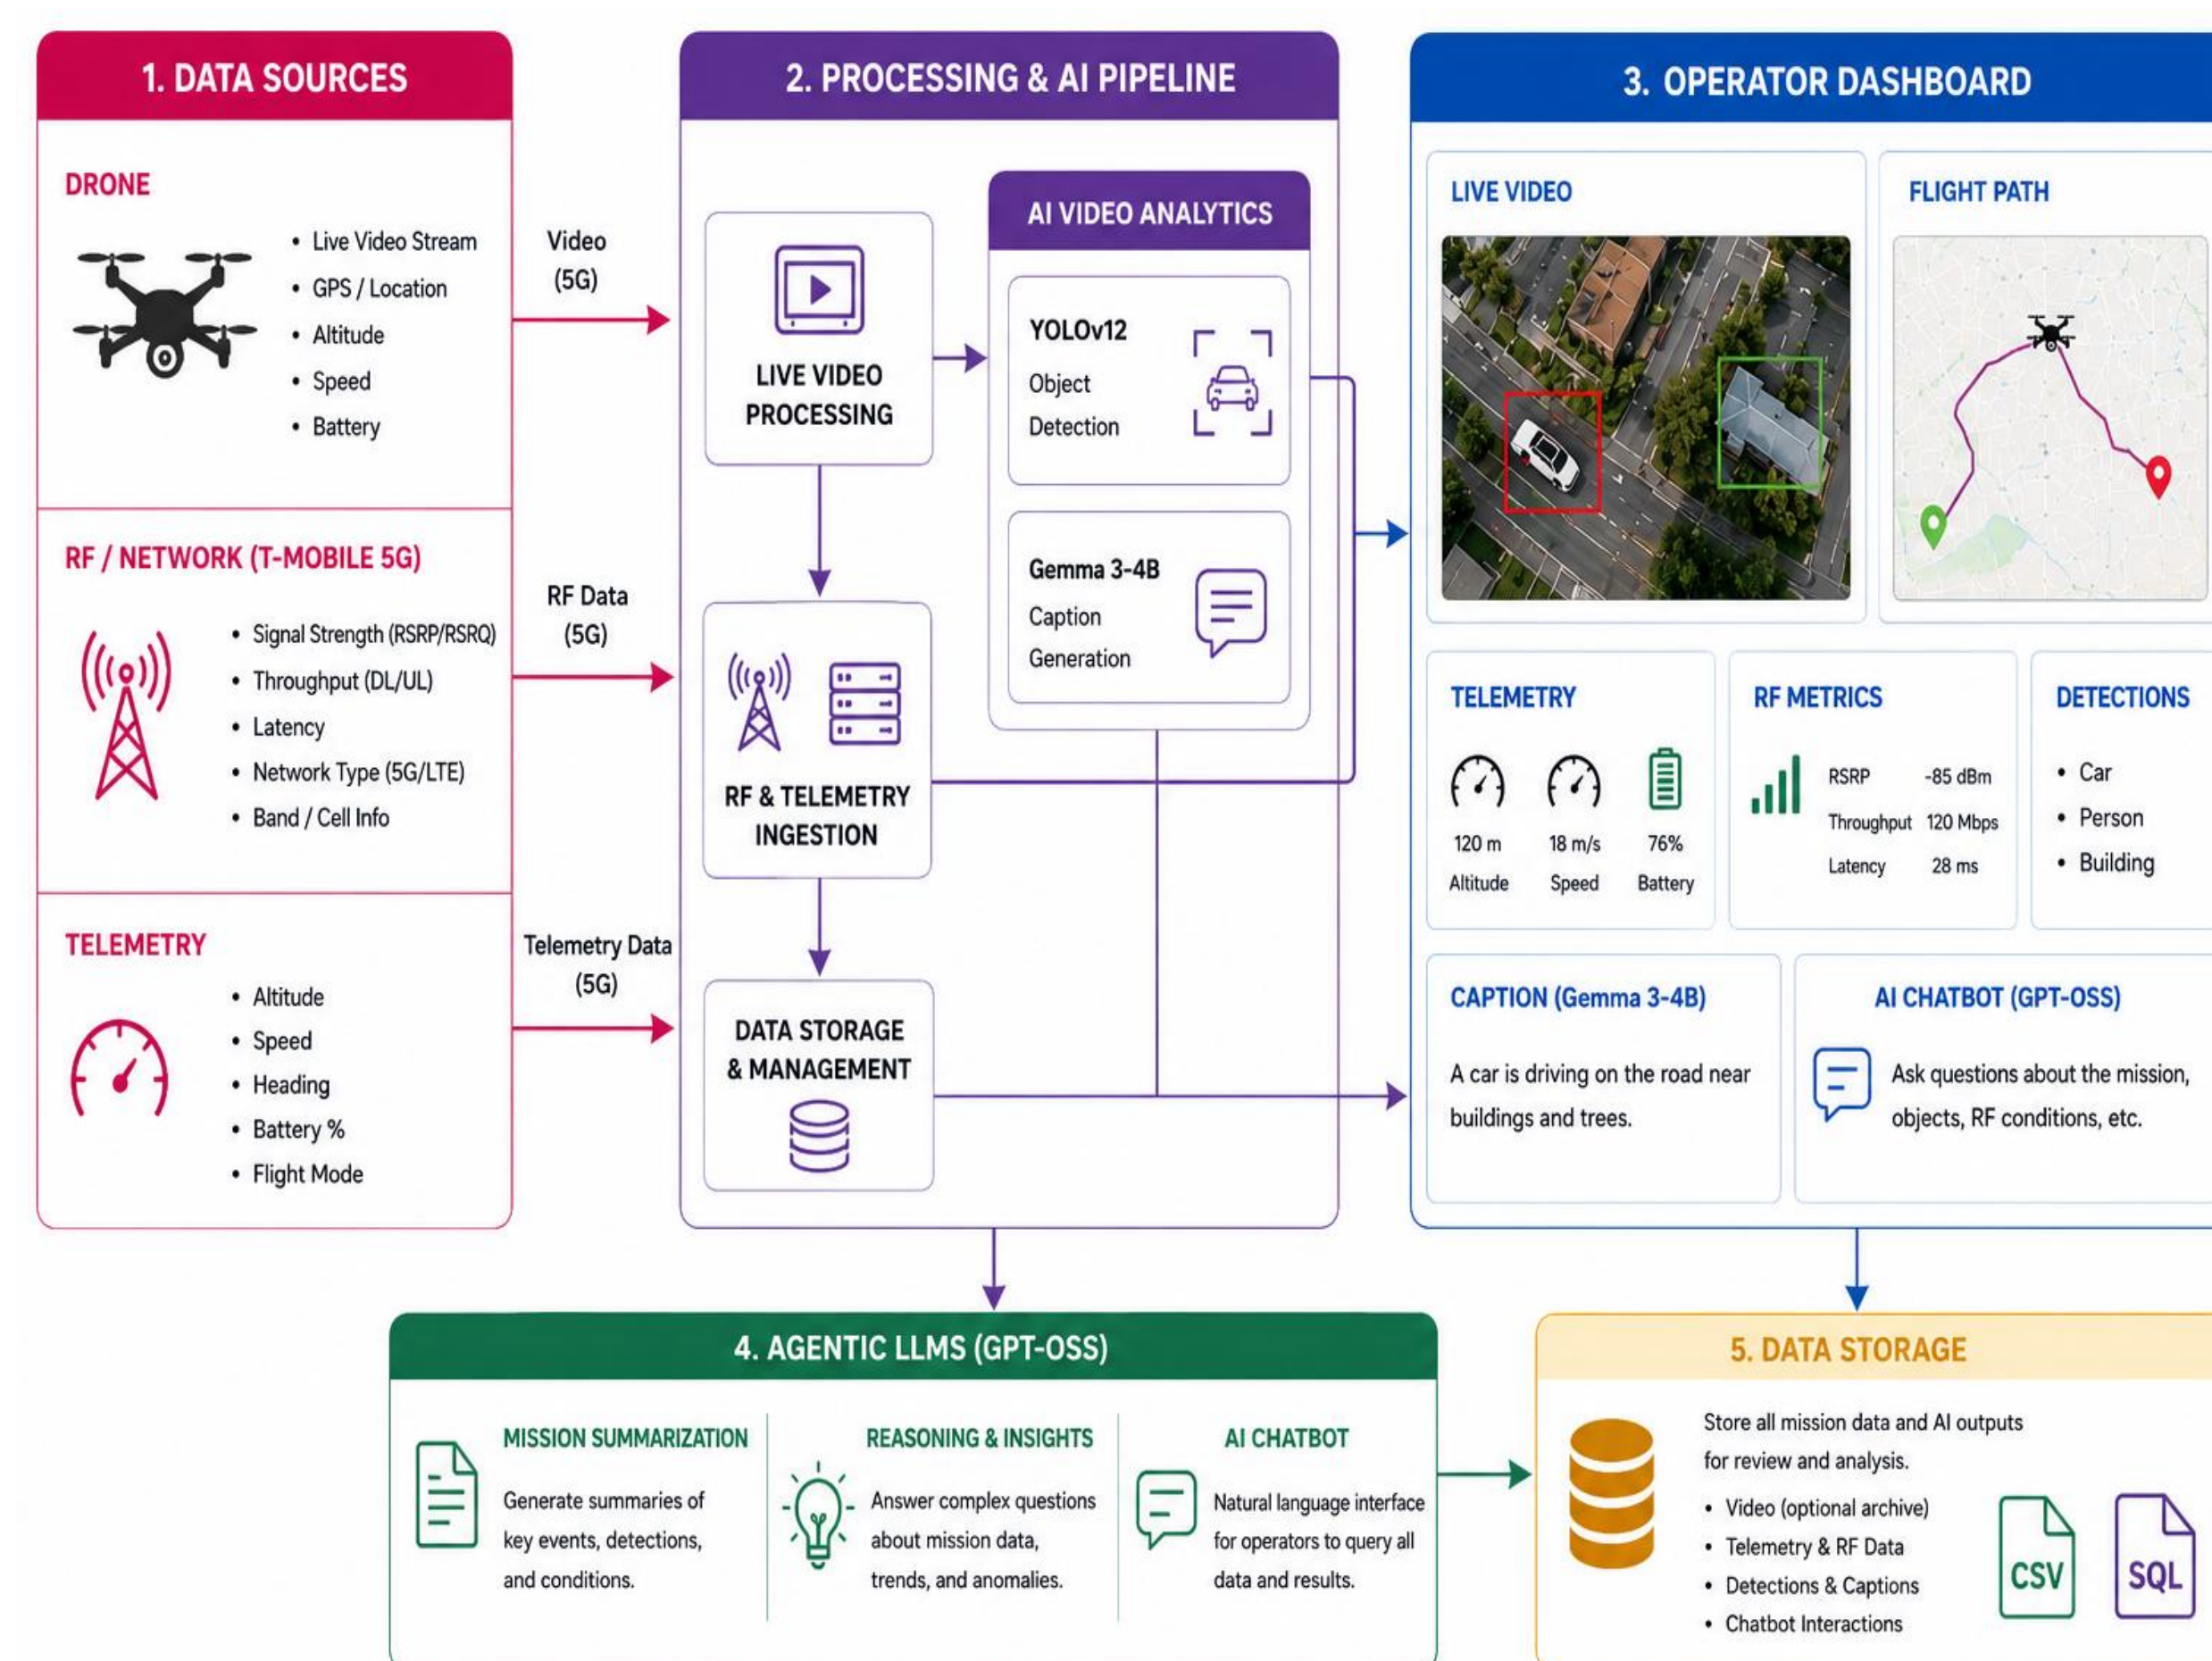 1. DATA SOURCES
DRONE
• Live Video Stream
• GPS / Location
• Altitude
• Speed
• Battery
RF / NETWORK (T-MOBILE 5G)
• Signal Strength (RSRP/RSRQ)
• Throughput (DL/UL)
• Latency
• Network Type (5G/LTE)
• Band / Cell Info
TELEMETRY
• Altitude
• Speed
• Heading
• Battery %
• Flight Mode
Video
(5G)
RF Data
(5G)
Telemetry Data
(5G)
2. PROCESSING & AI PIPELINE
LIVE VIDEO
PROCESSING
RF & TELEMETRY
INGESTION
DATA STORAGE
& MANAGEMENT
AI VIDEO ANALYTICS
YOLOv12
Object
Detection
Gemma 3-4B
Caption
Generation
3. OPERATOR DASHBOARD
LIVE VIDEO
FLIGHT PATH
TELEMETRY
120 m 18 m/s 76%
Altitude Speed Battery
RF METRICS
RSRP -85 dBm
Throughput 120 Mbps
Latency 28 ms
DETECTIONS
• Car
• Person
• Building
CAPTION (Gemma 3-4B)
A car is driving on the road near
buildings and trees.
AI CHATBOT (GPT-OSS)
Ask questions about the mission,
objects, RF conditions, etc.
4. AGENTIC LLMS (GPT-OSS)
MISSION SUMMARIZATION
Generate summaries of
key events, detections,
and conditions.
REASONING & INSIGHTS
Answer complex questions
about mission data,
trends, and anomalies.
AI CHATBOT
Natural language interface
for operators to query all
data and results.
5. DATA STORAGE
Store all mission data and AI outputs
for review and analysis.
• Video (optional archive)
• Telemetry & RF Data
• Detections & Captions
• Chatbot Interactions
CSV
SQL